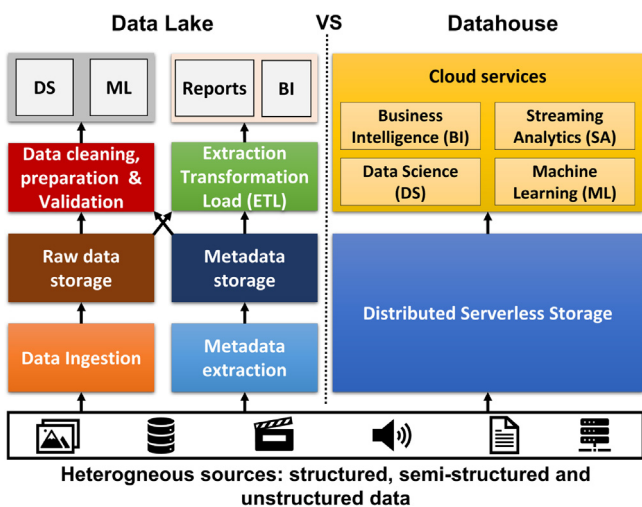 Data Lake
VS
Datahouse
DS
ML
Reports
BI
Cloud services
Business
Intelligence (BI)
Streaming
Analytics (SA)
Data Science
(DS)
Machine
Learning (ML)
Data cleaning,
preparation &
Validation
Extraction
Transformation
Load (ETL)
Raw data
storage
Metadata
storage
Distributed Serverless Storage
Data Ingestion
Metadata
extraction
Heterogneous sources: structured, semi-structured and
unstructured data